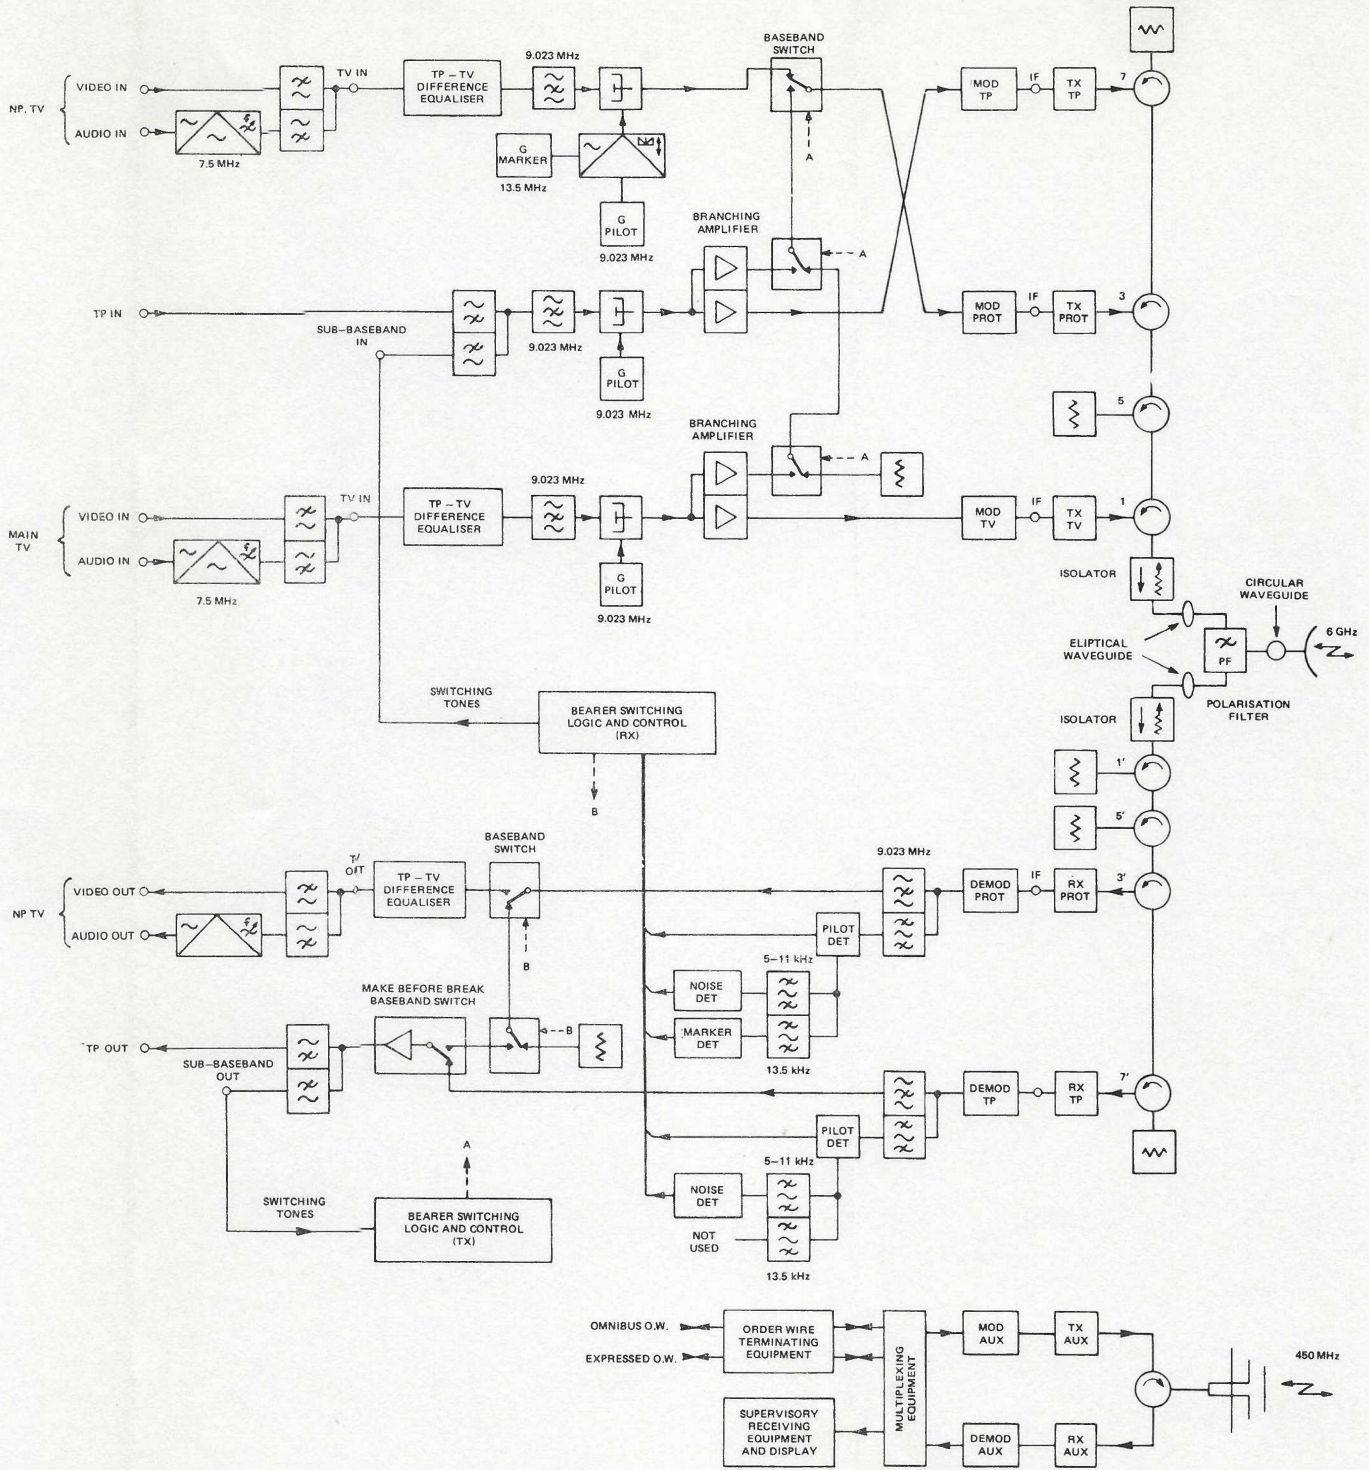 BASEBAND
SWITCH
9.023 MHz
TV IN
NP. TV
VIDEO IN
AUDIO IN
7.5 MHz
TP – TV
DIFFERENCE
EQUALISER
G
MARKER
13.5 MHz
G
PILOT
9.023 MHz
A
MOD
TP
IF
TX
TP
7
BRANCHING
AMPLIFIER
A
TP IN
SUB–BASEBAND
IN
9.023 MHz
G
PILOT
9.023 MHz
MOD
PROT
IF
TX
PROT
3
5
BRANCHING
AMPLIFIER
A
MAIN
TV
VIDEO IN
AUDIO IN
7.5 MHz
TV IN
TP – TV
DIFFERENCE
EQUALISER
9.023 MHz
G
PILOT
9.023 MHz
MOD
TV
IF
TX
TV
1
ISOLATOR
CIRCULAR
WAVEGUIDE
ELIPTICAL
WAVEGUIDE
PF
6 GHz
POLARISATION
FILTER
ISOLATOR
SWITCHING
TONES
BEARER SWITCHING
LOGIC AND CONTROL
(RX)
B
1'
5'
BASEBAND
SWITCH
9.023 MHz
NP TV
VIDEO OUT
AUDIO OUT
TP – TV
DIFFERENCE
EQUALISER
B
DEMOD
PROT
IF
RX
PROT
3'
PILOT
DET
5–11 kHz
NOISE
DET
MARKER
DET
13.5 kHz
MAKE BEFORE BREAK
BASEBAND SWITCH
B
TP OUT
SUB–BASEBAND
OUT
DEMOD
TP
RX
TP
7'
PILOT
DET
5–11 kHz
NOISE
DET
NOT
USED
13.5 kHz
A
SWITCHING
TONES
BEARER SWITCHING
LOGIC AND CONTROL
(TX)
OMNIBUS O.W.
EXPRESSED O.W.
ORDER WIRE
TERMINATING
EQUIPMENT
MULTIPLEXING
EQUIPMENT
MOD
AUX
TX
AUX
450 MHz
SUPERVISORY
RECEIVING
EQUIPMENT
AND DISPLAY
DEMOD
AUX
RX
AUX